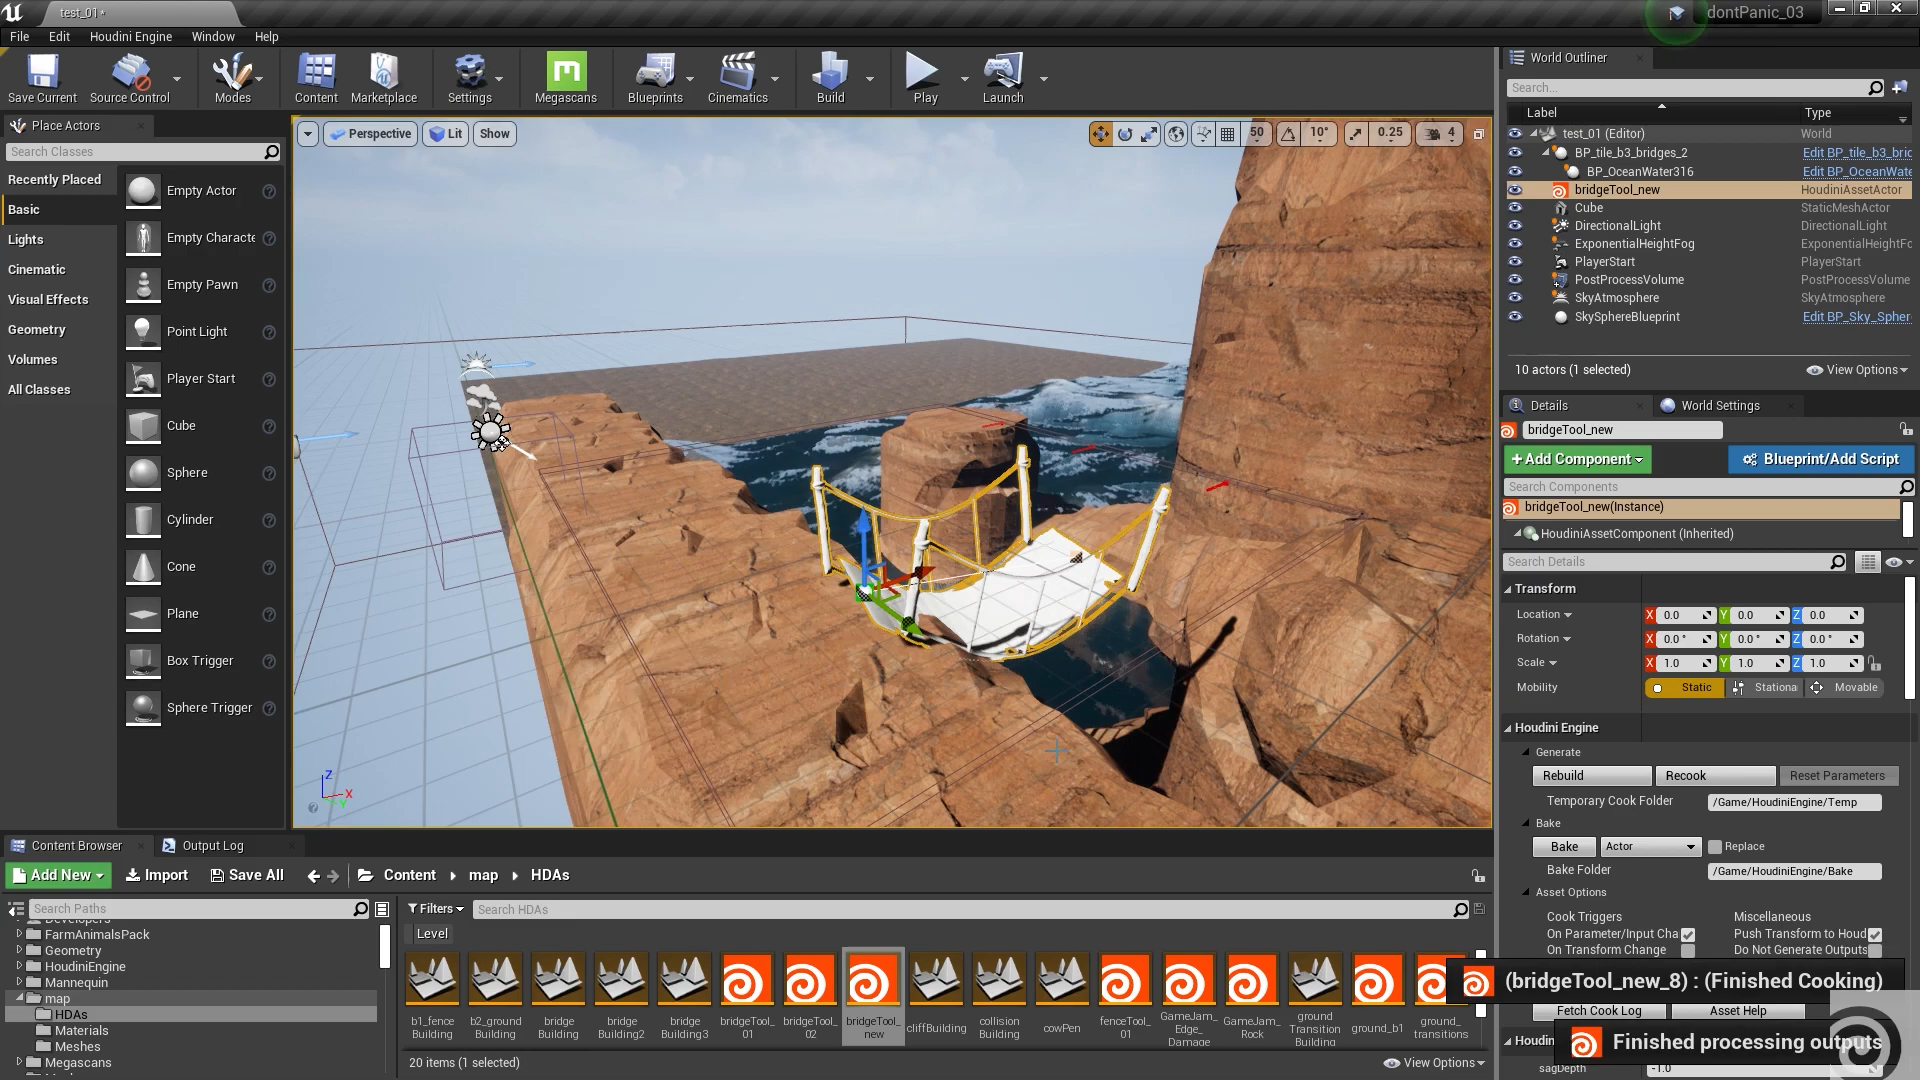 test_01*
dontPanic_03
File Edit Houdini Engine Window Help
Save Current
Source Control
Modes
Content
Marketplace
Settings
Megascans
Blueprints
Cinematics
Build
Play
Launch
Place Actors
Search Classes
Recently Placed
Basic
Lights
Cinematic
Visual Effects
Geometry
Volumes
All Classes
Empty Actor
Empty Characte
Empty Pawn
Point Light
Player Start
Cube
Sphere
Cylinder
Cone
Plane
Box Trigger
Sphere Trigger
Perspective
Lit
Show
50
10°
0.25
4
Z
X
Y
World Outliner
Search...
Label Type
test_01 (Editor) World
BP_tile_b3_bridges_2 Edit BP_tile_b3_bric
BP_OceanWater316 Edit BP_OceanWate
bridgeTool_new HoudiniAssetActor
Cube StaticMeshActor
DirectionalLight DirectionalLight
ExponentialHeightFog ExponentialHeightFo
PlayerStart PlayerStart
PostProcessVolume PostProcessVolume
SkyAtmosphere SkyAtmosphere
SkySphereBlueprint Edit BP_Sky_Spher
10 actors (1 selected) View Options
Details World Settings
bridgeTool_new
+Add Component Blueprint/Add Script
Search Components
bridgeTool_new(Instance)
HoudiniAssetComponent (Inherited)
Search Details
Transform
Location X 0.0 Y 0.0 Z 0.0
Rotation X 0.0 ° Y 0.0 ° Z 0.0 °
Scale X 1.0 Y 1.0 Z 1.0
Mobility Static Stationa Movable
Houdini Engine
Generate
Rebuild Recook Reset Parameters
Temporary Cook Folder /Game/HoudiniEngine/Temp
Bake
Bake Actor Replace
Bake Folder /Game/HoudiniEngine/Bake
Asset Options
Cook Triggers Miscellaneous
On Parameter/Input Cha Push Transform to Houd
On Transform Change Do Not Generate Outputs
(bridgeTool_new_8) : (Finished Cooking)
Fetch Cook Log Asset Help
Houdin
Finished processing outputs
sagDepth -1.0
Content Browser Output Log
Add New Import Save All Content map HDAs
Search Paths
Developers
FarmAnimalsPack
Geometry
HoudiniEngine
Mannequin
map
HDAs
Materials
Meshes
Megascans
Filters Search HDAs
Level
b1_fence Building
b2_ground Building
bridge Building
bridge Building2
bridge Building3
bridgeTool_ 01
bridgeTool_ 02
bridgeTool_ new
cliffBuilding
collision Building
cowPen
fenceTool_ 01
GameJam_ Edge_ Damage
GameJam_ Rock
ground Transition Building
ground_b1
ground_ transitions
20 items (1 selected) View Options